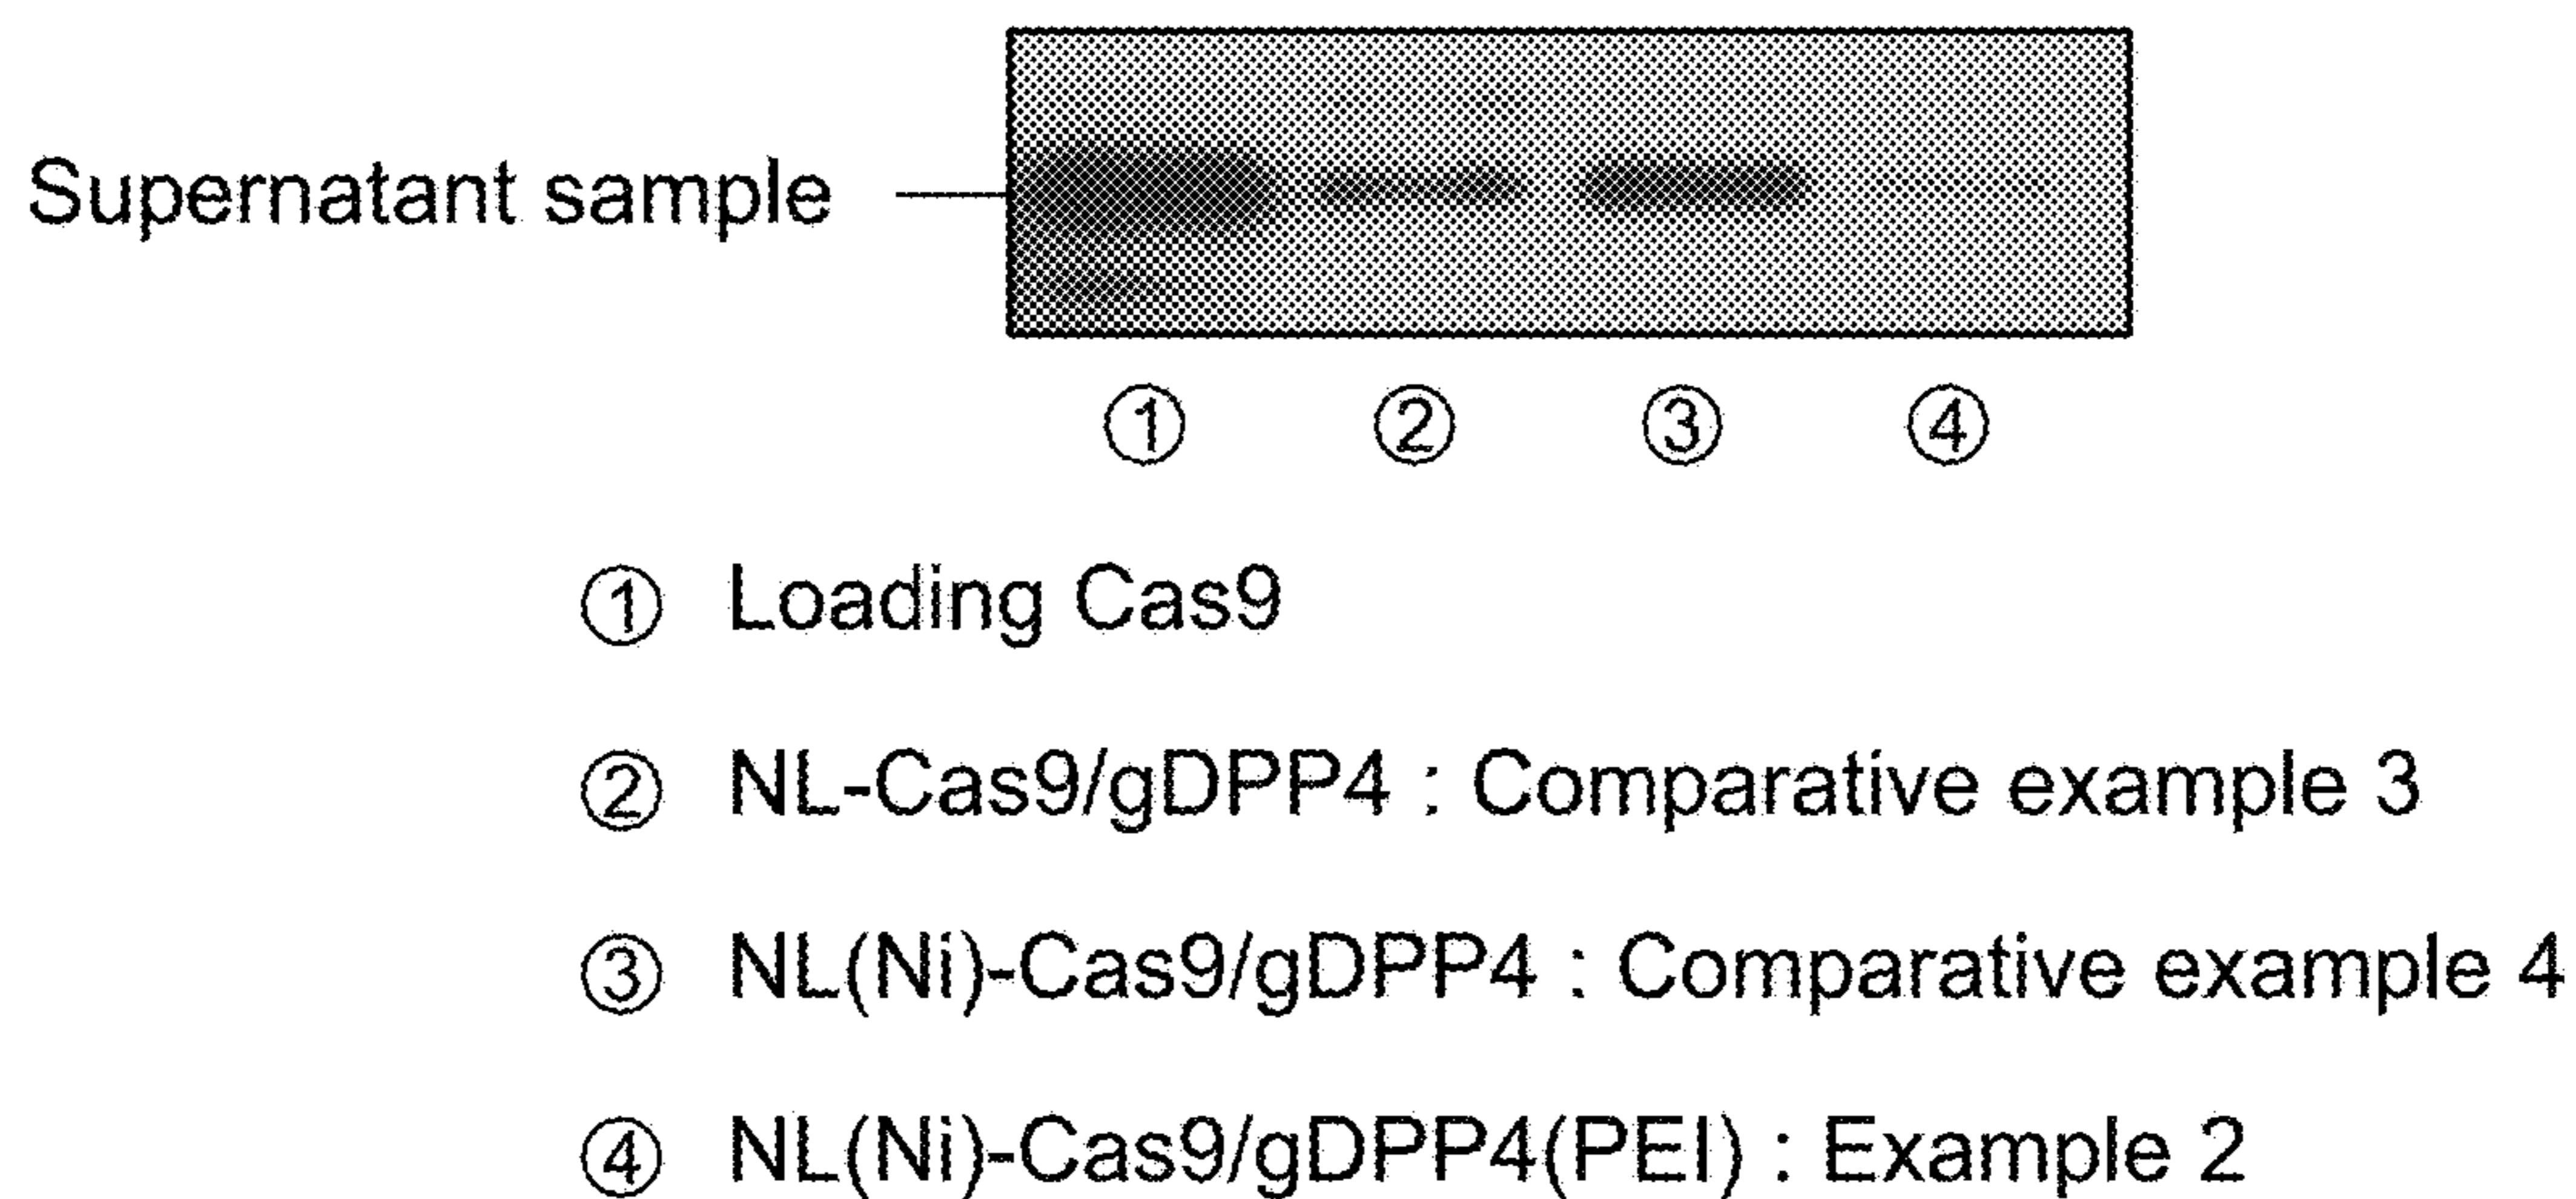 Supernatant sample
① ② ③ ④
① Loading Cas9
② NL-Cas9/gDPP4 : Comparative example 3
③ NL(Ni)-Cas9/gDPP4 : Comparative example 4
④ NL(Ni)-Cas9/gDPP4(PEI) : Example 2